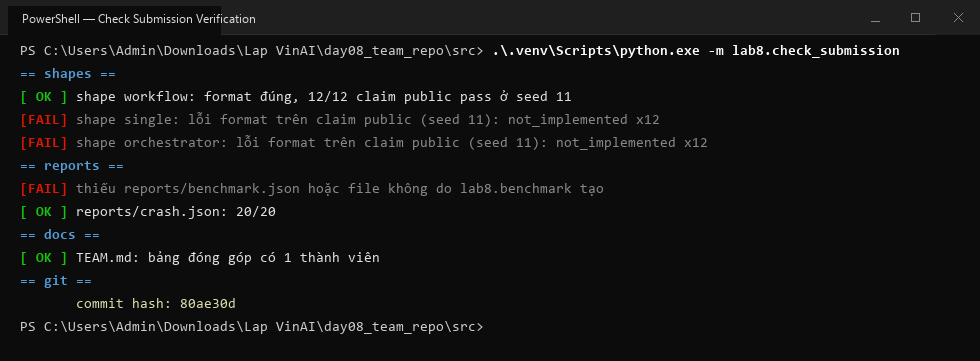 PowerShell — Check Submission Verification
PS C:\Users\Admin\Downloads\Lap VinAI\day08_team_repo\src> .\.venv\Scripts\python.exe -m lab8.check_submission
== shapes ==
[ OK ] shape workflow: format đúng, 12/12 claim public pass ở seed 11
[FAIL] shape single: lỗi format trên claim public (seed 11): not_implemented x12
[FAIL] shape orchestrator: lỗi format trên claim public (seed 11): not_implemented x12
== reports ==
[FAIL] thiếu reports/benchmark.json hoặc file không do lab8.benchmark tạo
[ OK ] reports/crash.json: 20/20
== docs ==
[ OK ] TEAM.md: bảng đóng góp có 1 thành viên
== git ==
commit hash: 80ae30d
PS C:\Users\Admin\Downloads\Lap VinAI\day08_team_repo\src>